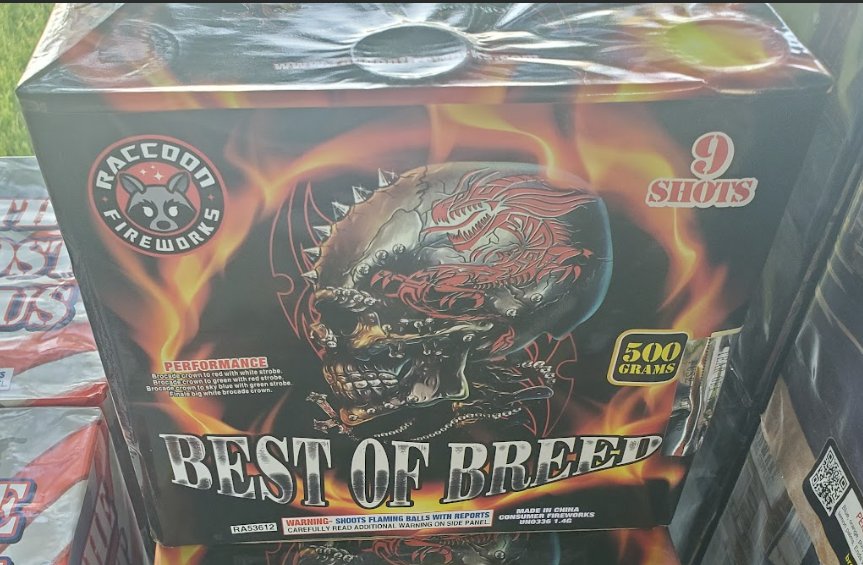 RACCOON
FIREWORKS
9
SHOTS
PERFORMANCE
Brocade crown to red with white strobe.
Brocade crown to green with red strobe.
Brocade crown to sky blue with green strobe.
Finale big white brocade crown.
500
GRAMS
BEST OF BREED
RA53612
WARNING- SHOOTS FLAMING BALLS WITH REPORTS
CAREFULLY READ ADDITIONAL WARNING ON SIDE PANEL.
MADE IN CHINA
CONSUMER FIREWORKS
UN0336 1.4G
US